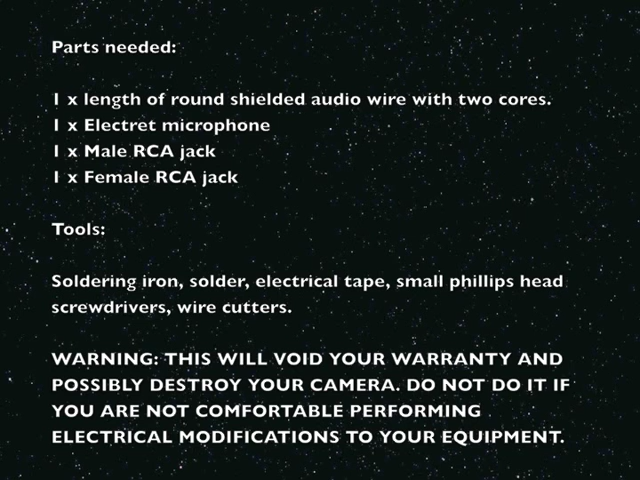 Parts needed:
1 x length of round shielded audio wire with two cores.
1 x Electret microphone
1 x Male RCA jack
1 x Female RCA jack
Tools:
Soldering iron, solder, electrical tape, small phillips head
screwdrivers, wire cutters.
WARNING: THIS WILL VOID YOUR WARRANTY AND
POSSIBLY DESTROY YOUR CAMERA. DO NOT DO IT IF
YOU ARE NOT COMFORTABLE PERFORMING
ELECTRICAL MODIFICATIONS TO YOUR EQUIPMENT.